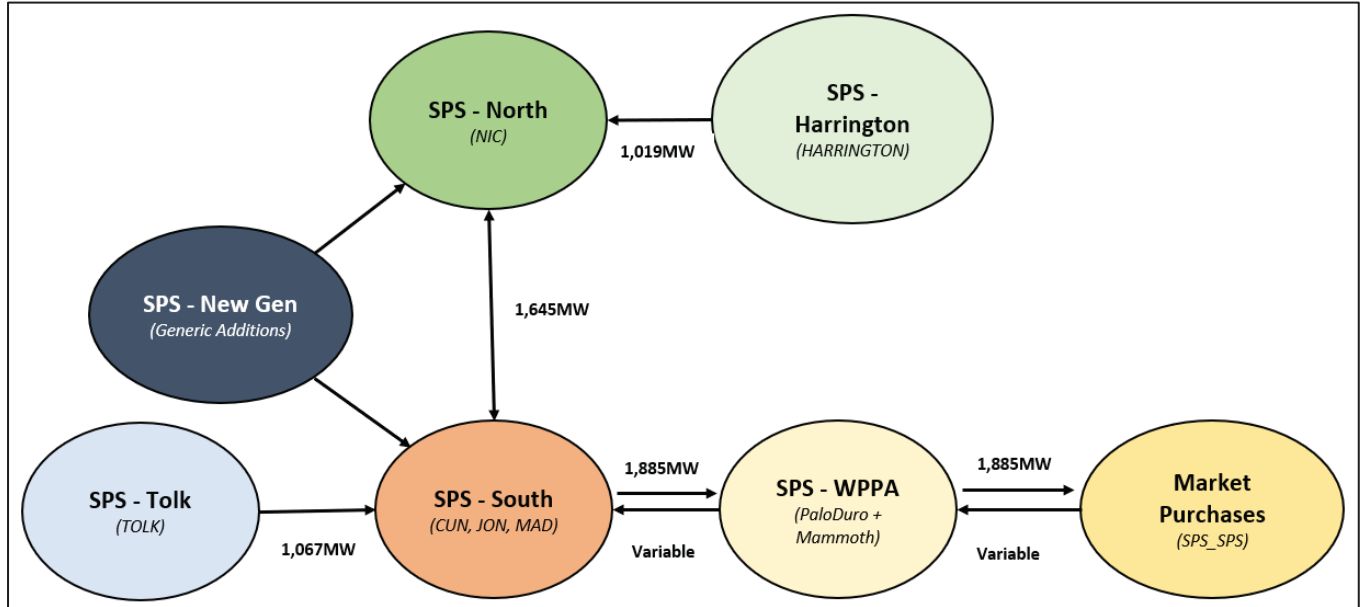 SPS - North
(NIC)
SPS -
Harrington
(HARRINGTON)
1,019MW
SPS - New Gen
(Generic Additions)
1,645MW
SPS - Tolk
(TOLK)
1,067MW
SPS - South
(CUN, JON, MAD)
1,885MW
Variable
SPS - WPPA
(PaloDuro +
Mammoth)
1,885MW
Variable
Market
Purchases
(SPS_SPS)